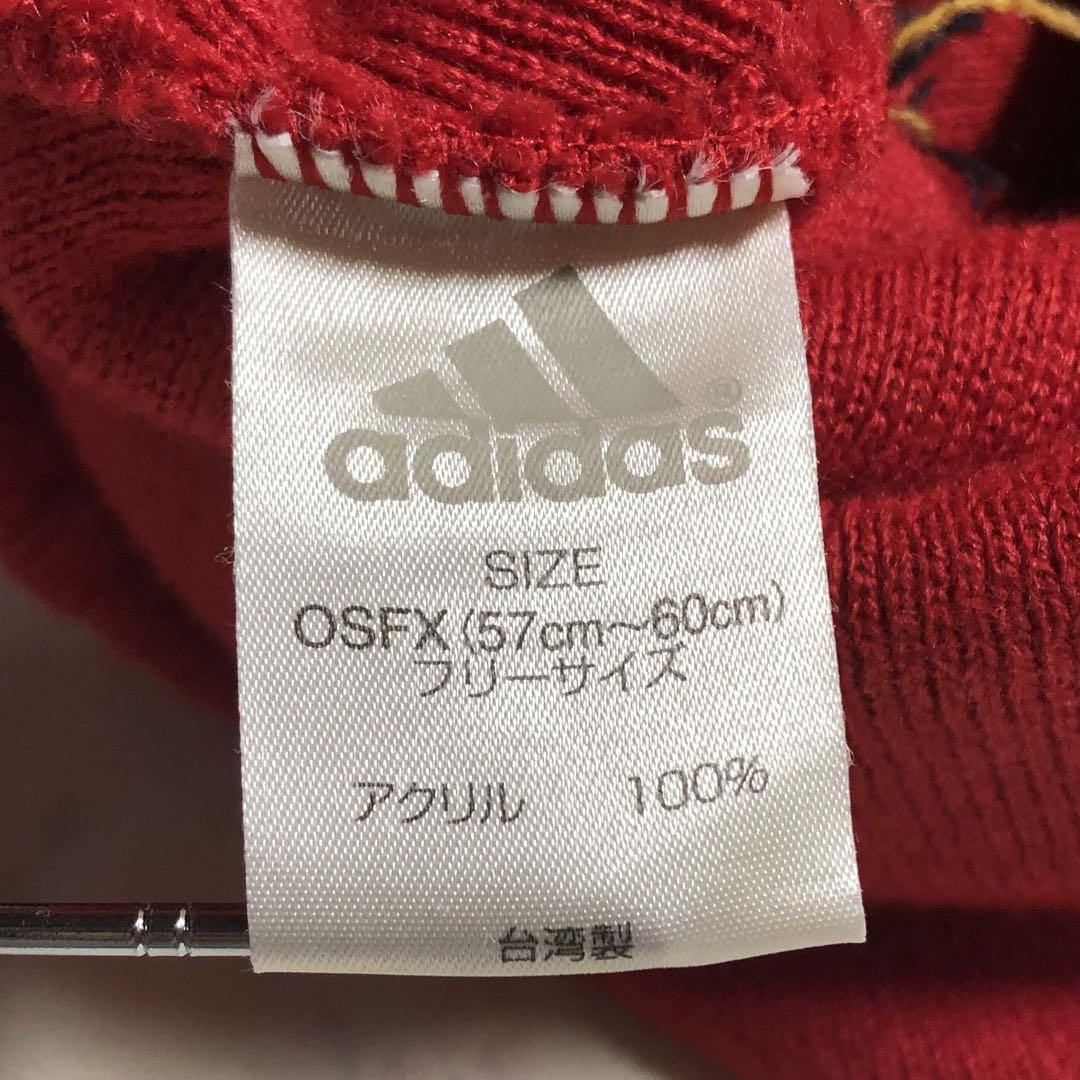 adidas®
SIZE
OSFX(57cm～60cm)
フリーサイズ
アクリル 100%
台湾製